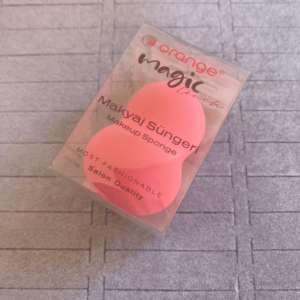 orange
magic
Makyaj Süngeri
Makeup Sponge
MOST FASHIONABLE
Salon Quality